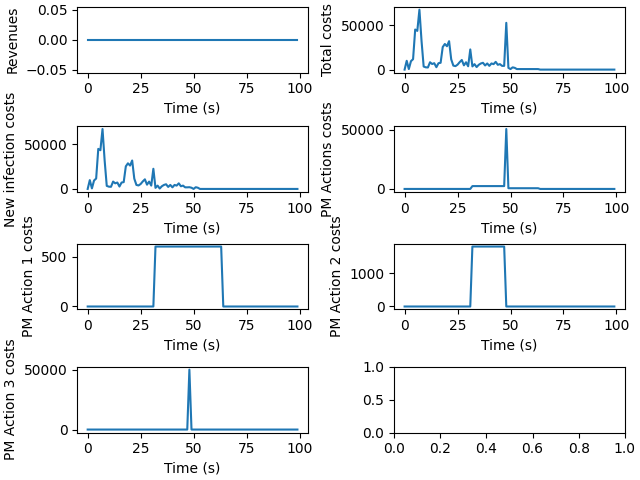 Revenues
0.05
0.00
−0.05
0 25 50 75 100
Time (s)
Total costs
50000
0
0 25 50 75 100
Time (s)
New infection costs
50000
0
0 25 50 75 100
Time (s)
PM Actions costs
50000
0
0 25 50 75 100
Time (s)
PM Action 1 costs
500
0
0 25 50 75 100
Time (s)
PM Action 2 costs
1000
0
0 25 50 75 100
Time (s)
PM Action 3 costs
50000
0
0 25 50 75 100
Time (s)
1.0
0.5
0.0
0.0 0.2 0.4 0.6 0.8 1.0